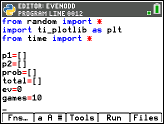 EDITOR: EVENODD
PROGRAM LINE 0012
from random import *
import ti_plotlib as plt
from time import *
p1=[]
p2=[]
prob=[]
total=[]
ev=0
games=10
Fns… a A # Tools Run Files